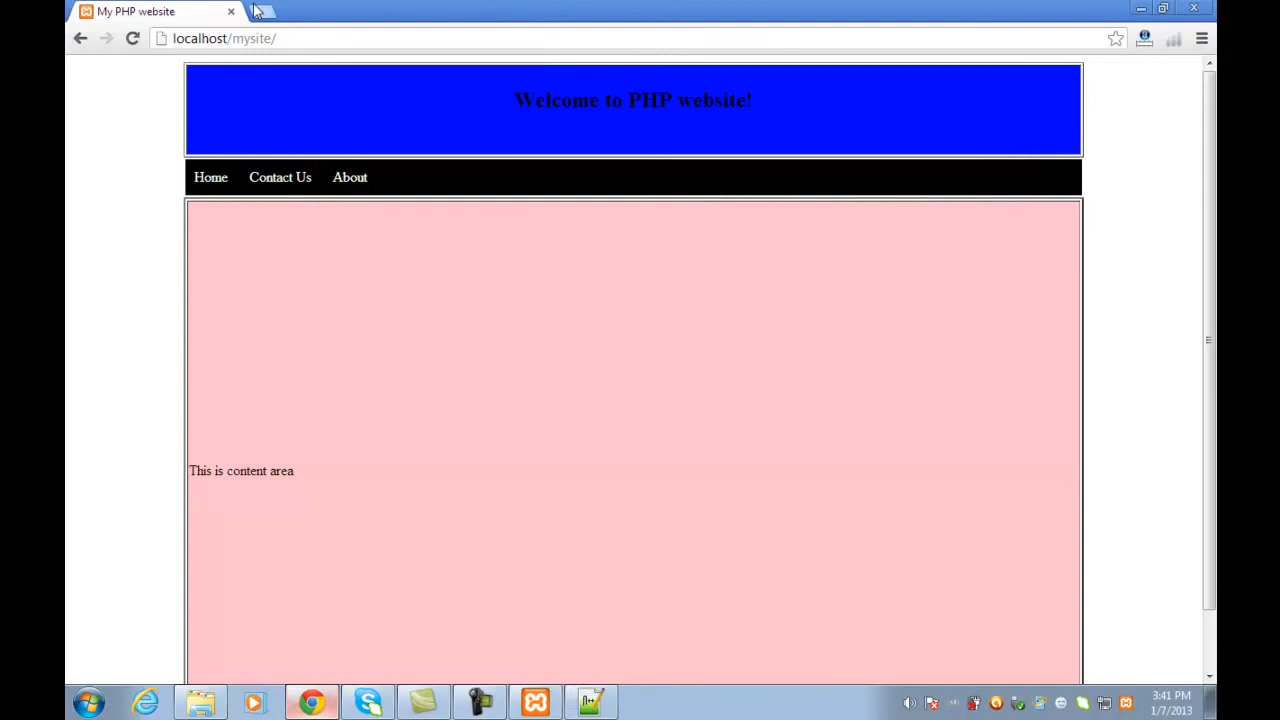 My PHP website
localhost/mysite/
Welcome to PHP website!
Home Contact Us About
This is content area
3:41 PM
1/7/2013